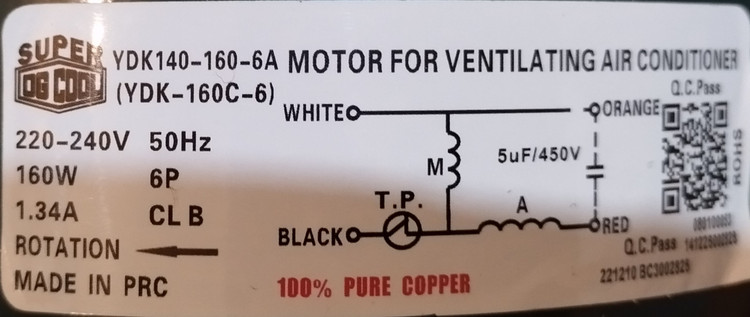 SUPER
OG COOL
YDK140-160-6A MOTOR FOR VENTILATING AIR CONDITIONER
(YDK-160C-6)
Q.C.Pass
WHITE
ORANGE
ROHS
220-240V 50Hz
M
5uF/450V
160W 6P
T.P.
A
1.34A CL B
BLACK
RED
080100053
ROTATION
Q.C.Pass
MADE IN PRC
100% PURE COPPER
221210 BC3002525